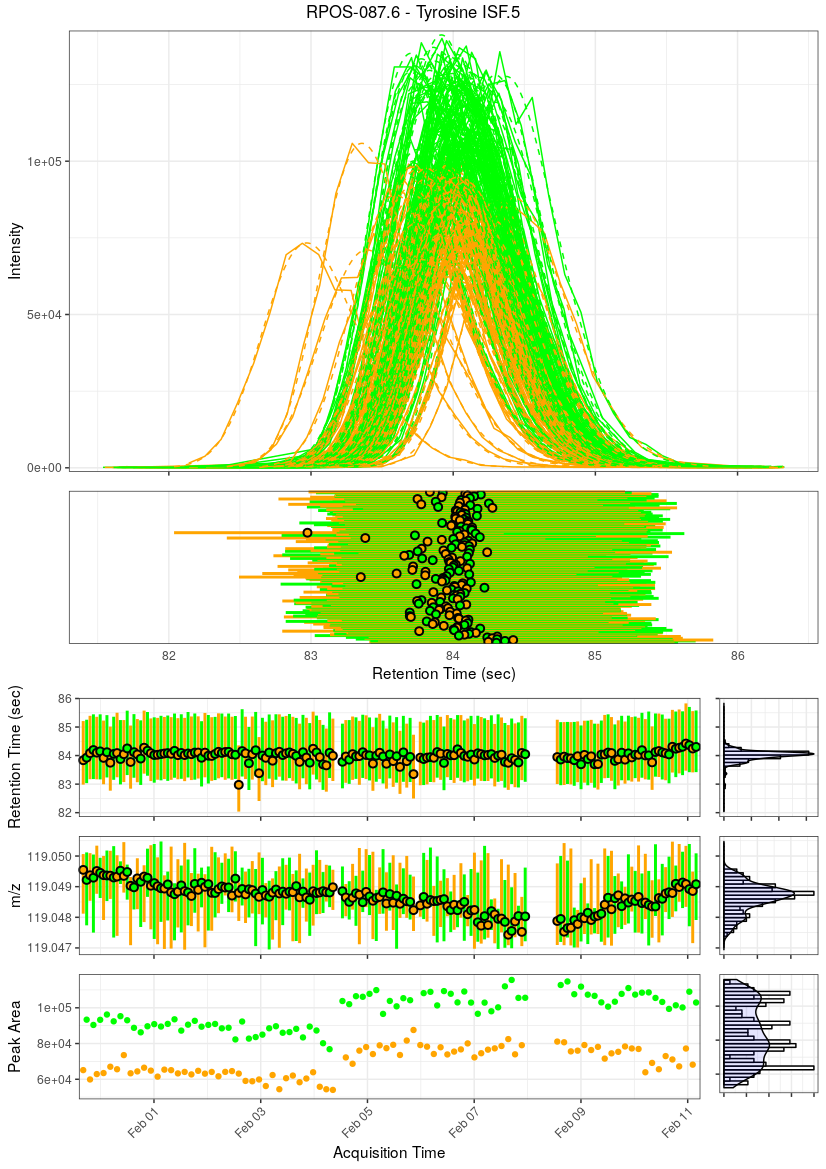 RPOS-087.6 - Tyrosine ISF.5
Intensity
1e+05
5e+04
0e+00
82 83 84 85 86
Retention Time (sec)
Retention Time (sec)
86
85
84
83
82
m/z
119.050
119.049
119.048
119.047
Peak Area
1e+05
8e+04
6e+04
Feb 01 Feb 03 Feb 05 Feb 07 Feb 09 Feb 11
Acquisition Time